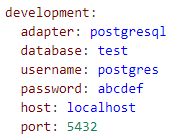 development:
  adapter: postgresql
  database: test
  username: postgres
  password: abcdef
  host: localhost
  port: 5432